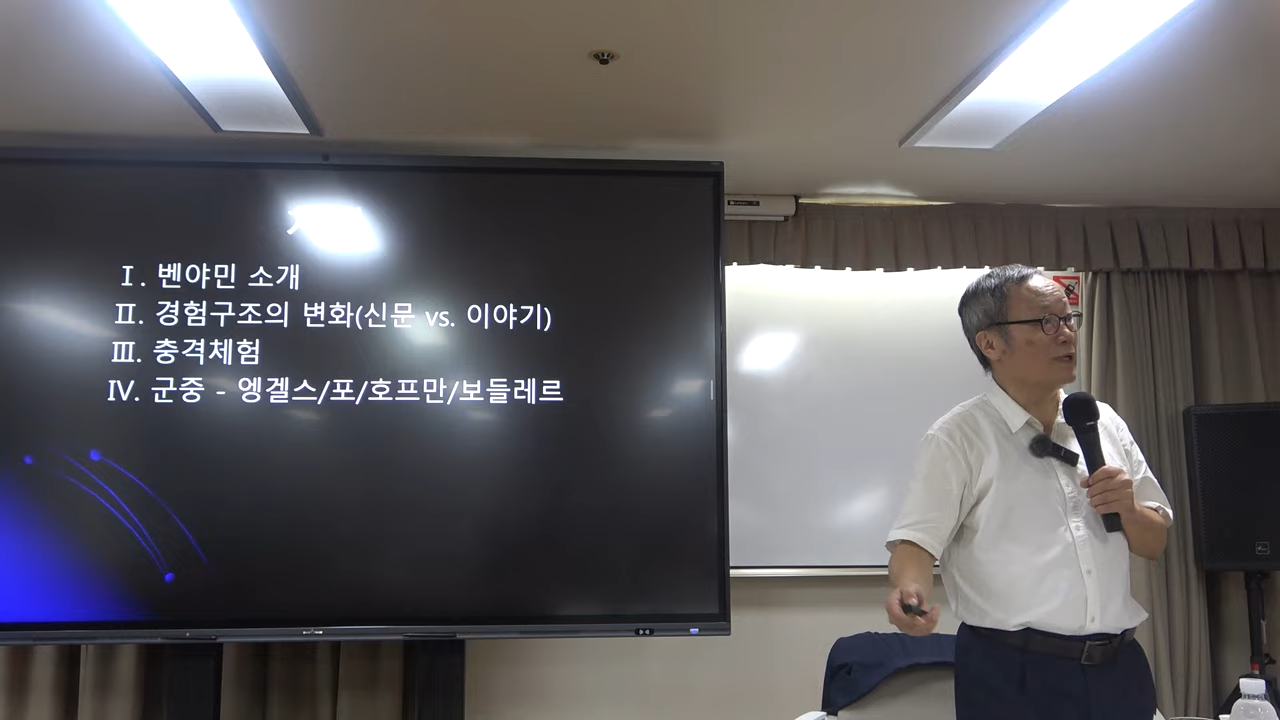 Ⅰ. 벤야민 소개
Ⅱ. 경험구조의 변화(신문 vs. 이야기)
Ⅲ. 충격체험
Ⅳ. 군중 - 엥겔스/포/호프만/보들레르